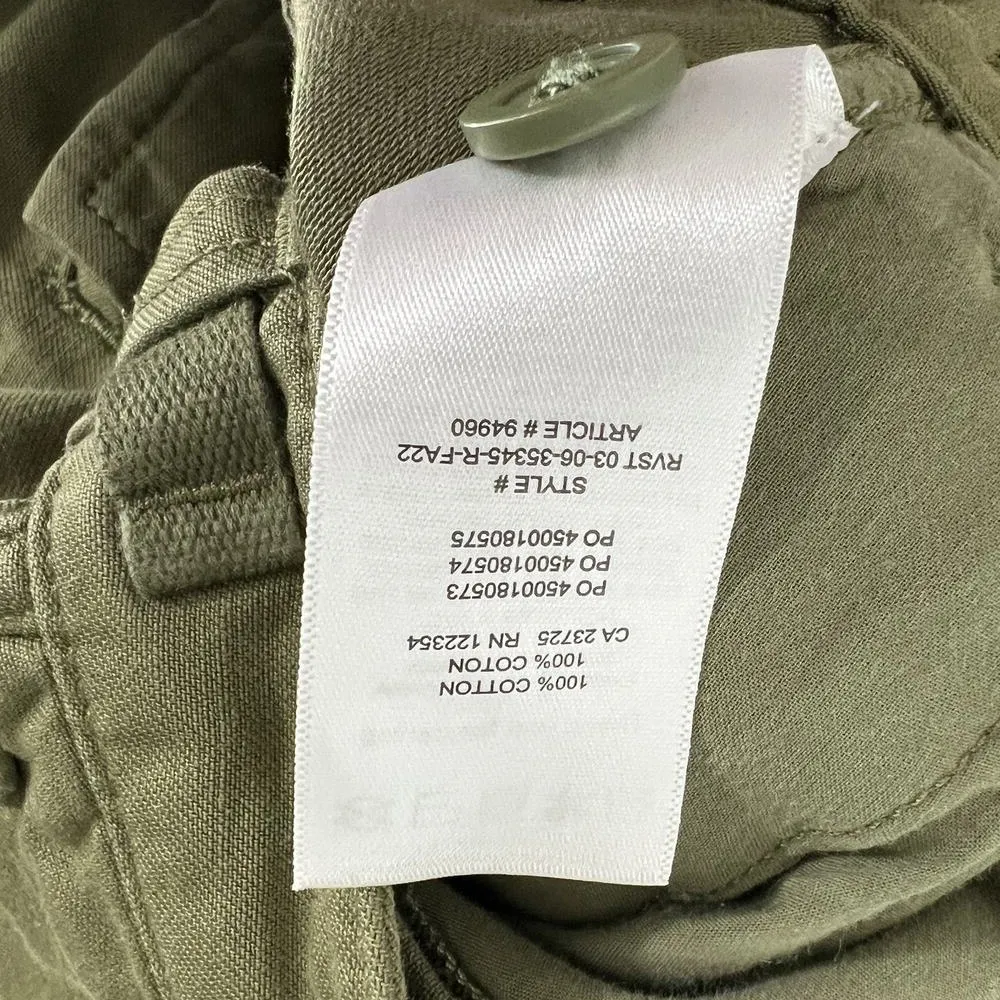 100% COTTON
100% COTON
CA 23725 RN 122354
PO 4500180573
PO 4500180574
PO 4500180575
STYLE #
RVST 03-06-35345-R-FA22
ARTICLE # 94960